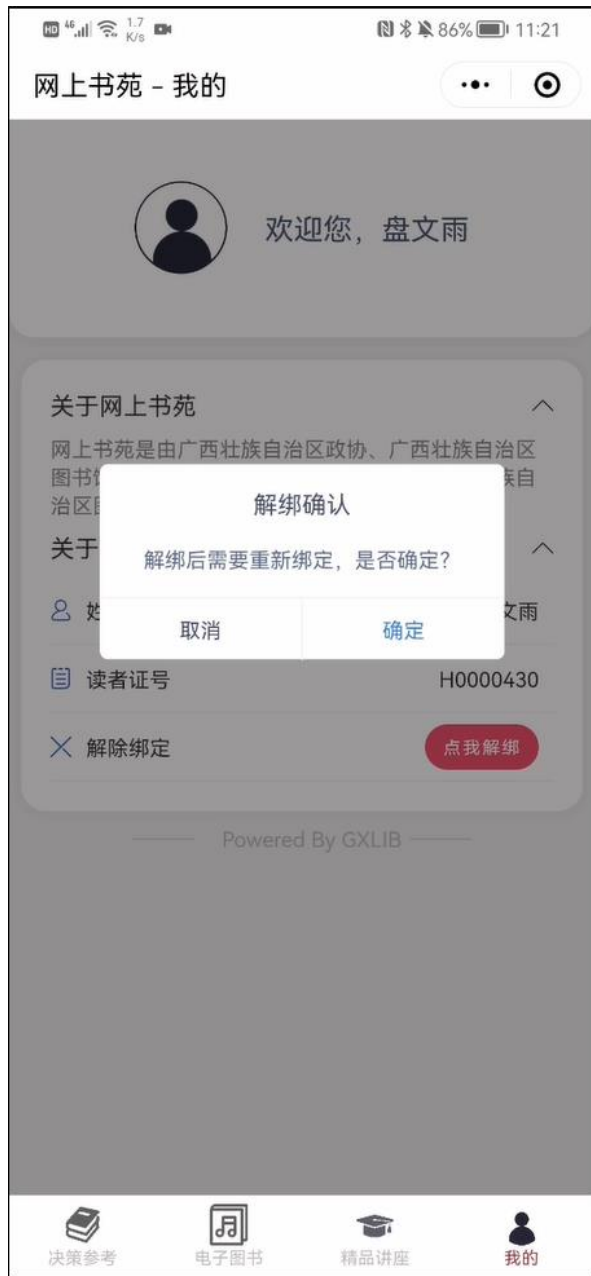 HD 46 1.7 K/s 86% 11:21
网上书苑 – 我的
欢迎您，盘文雨
关于网上书苑
网上书苑是由广西壮族自治区政协、广西壮族自治区
图书
族自
治区
解绑确认
关于
解绑后需要重新绑定，是否确定？
文雨
取消
确定
读者证号
H0000430
解除绑定
点我解绑
Powered By GXLIB
决策参考
电子图书
精品讲座
我的